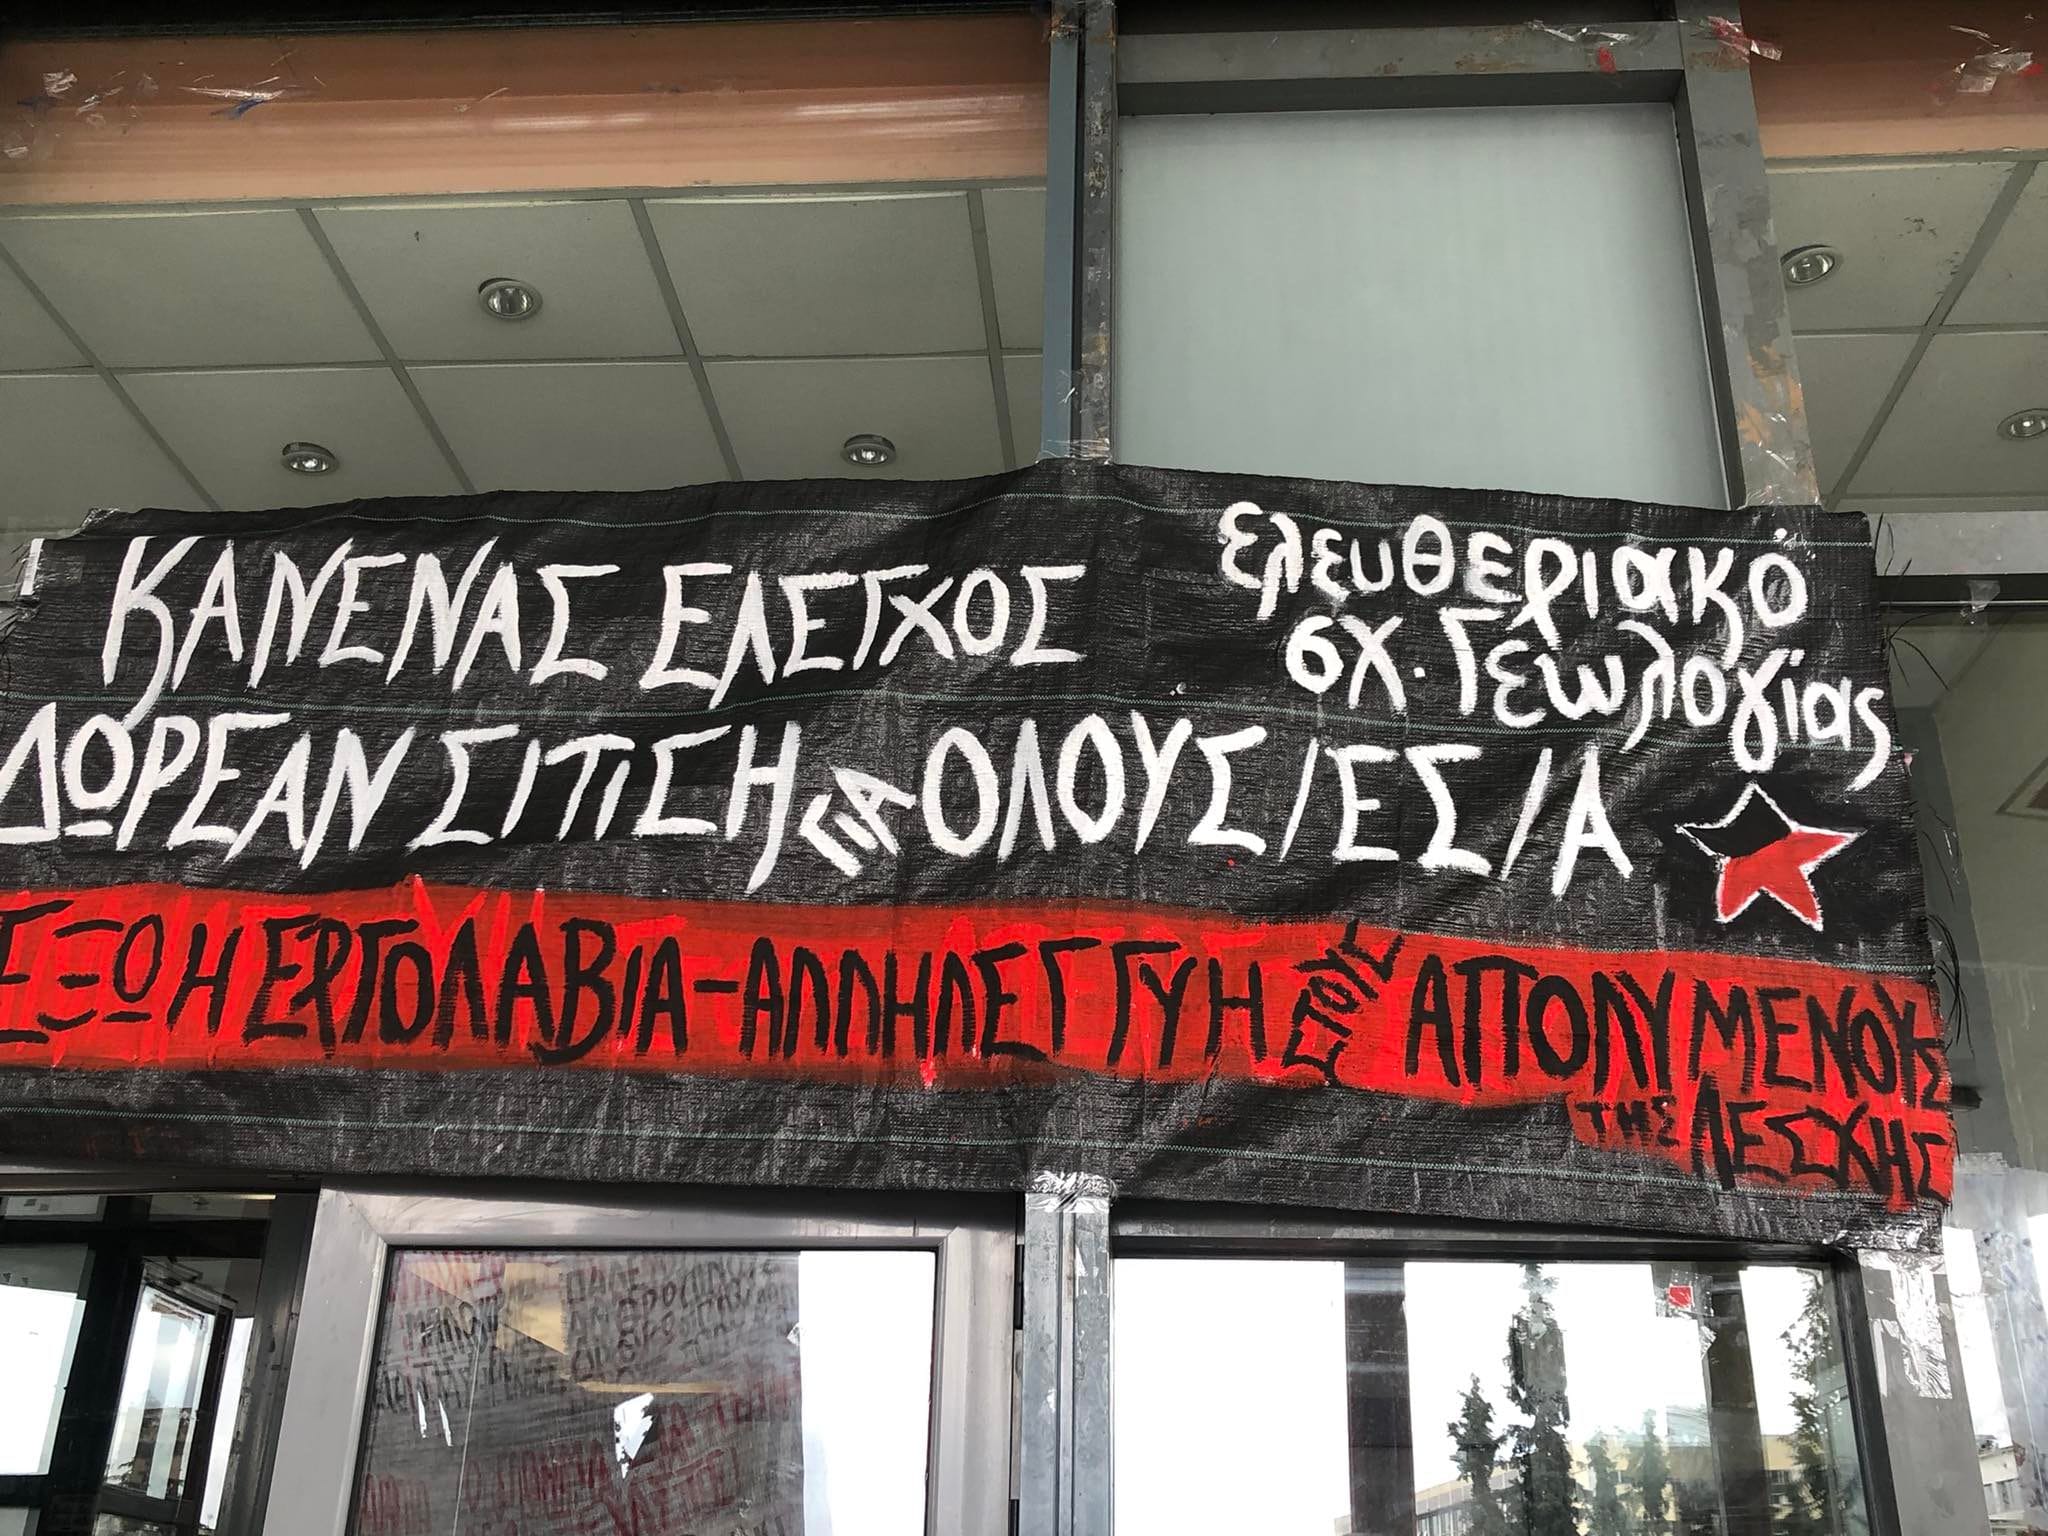 ΚΑΝΕΝΑΣ ΕΛΕΓΧΟΣ
ΔΩΡΕΑΝ ΣΙΤΙΣΗ ΓΙΑ ΟΛΟΥΣ/ΕΣ/Α
ελευθεριακό
σχ. Γεωλογίας
ΕΞΩ Η ΕΡΓΟΛΑΒΙΑ-ΑΛΛΗΛΕΓΓΥΗ ΣΤΟΥΣ ΑΠΟΛΥΜΕΝΟΥΣ
ΤΗΣ ΛΕΣΧΗΣ